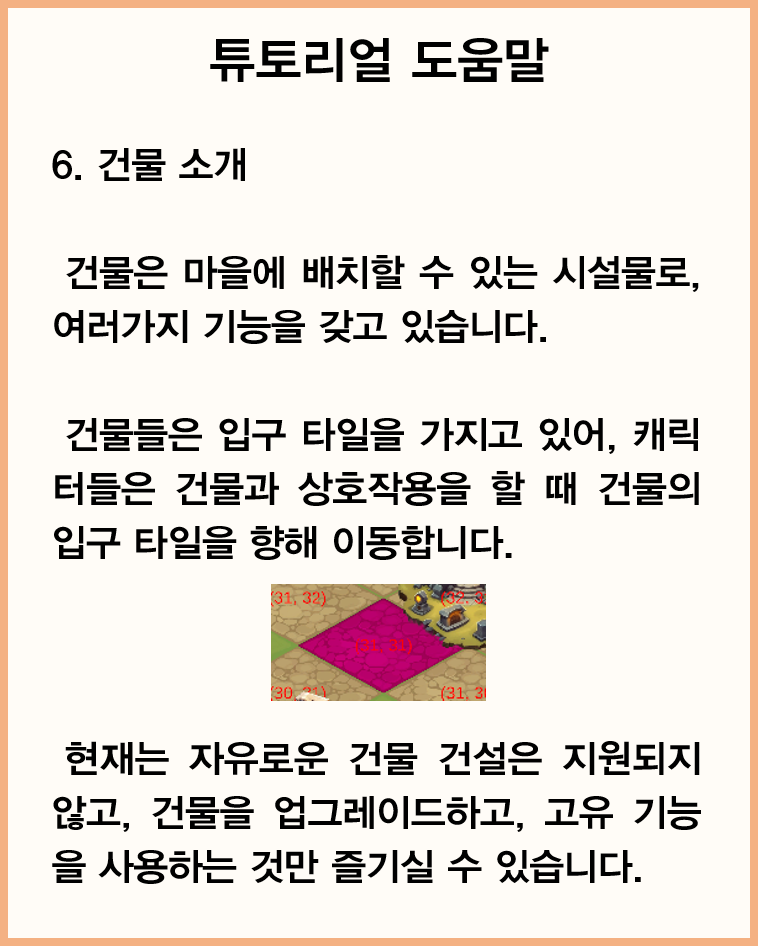 튜토리얼 도움말
6. 건물 소개
건물은 마을에 배치할 수 있는 시설물로,
여러가지 기능을 갖고 있습니다.
건물들은 입구 타일을 가지고 있어, 캐릭
터들은 건물과 상호작용을 할 때 건물의
입구 타일을 향해 이동합니다.
(31, 32)
(32, 3
(31, 31)
(30, 31)
(31, 30
현재는 자유로운 건물 건설은 지원되지
않고, 건물을 업그레이드하고, 고유 기능
을 사용하는 것만 즐기실 수 있습니다.